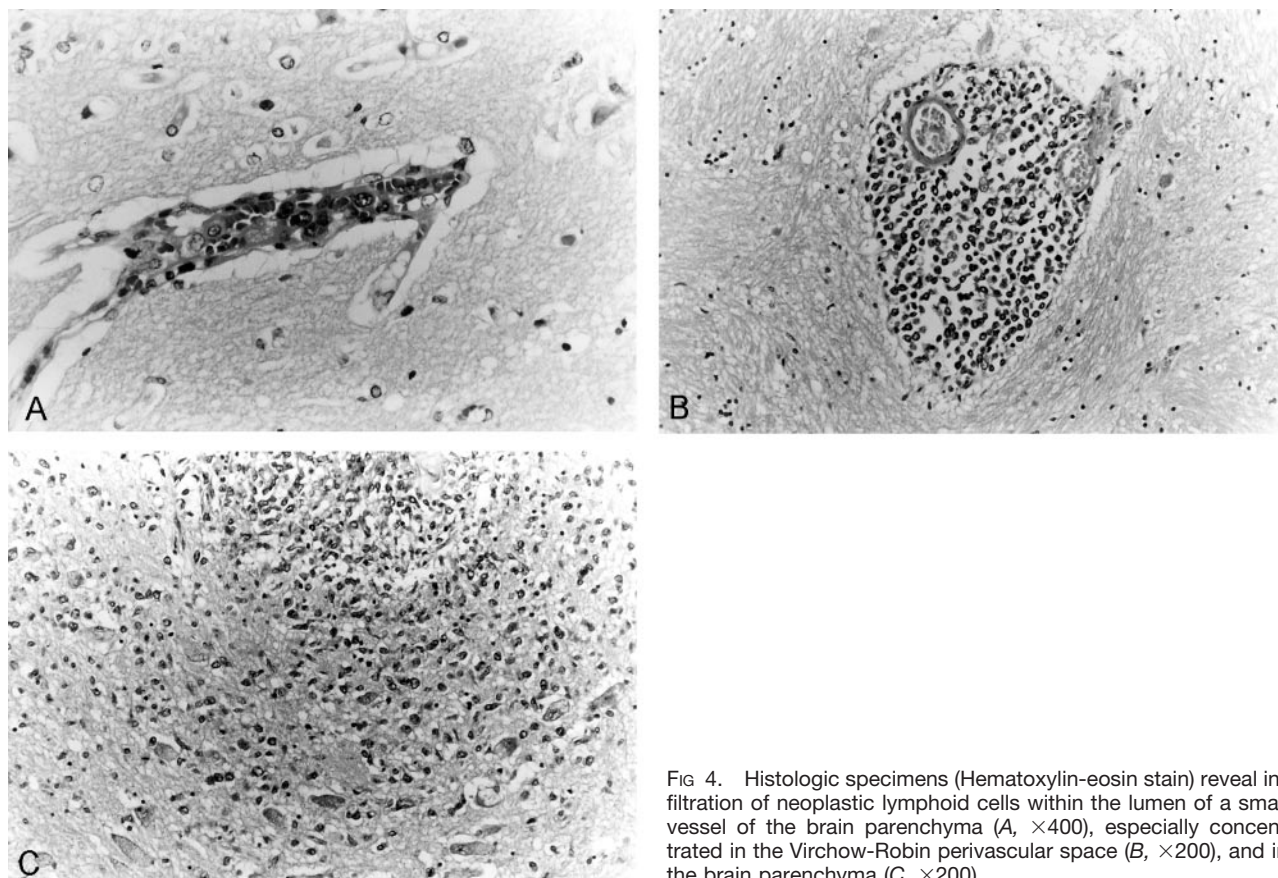 A
B
C
FIG 4. Histologic specimens (Hematoxylin-eosin stain) reveal in-
filtration of neoplastic lymphoid cells within the lumen of a small
vessel of the brain parenchyma (A, ×400), especially concen-
trated in the Virchow-Robin perivascular space (B, ×200), and in
the brain parenchyma (C, ×200).